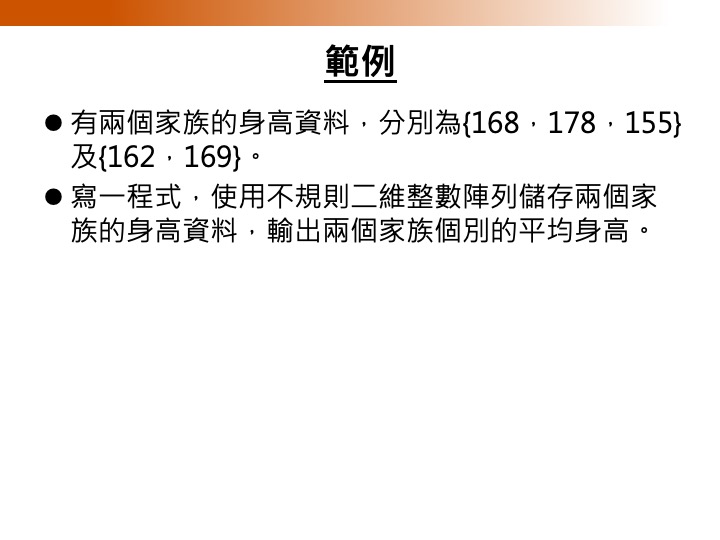 範例
● 有兩個家族的身高資料，分別為{168，178，155}
及{162，169}。
● 寫一程式，使用不規則二維整數陣列儲存兩個家
族的身高資料，輸出兩個家族個別的平均身高。